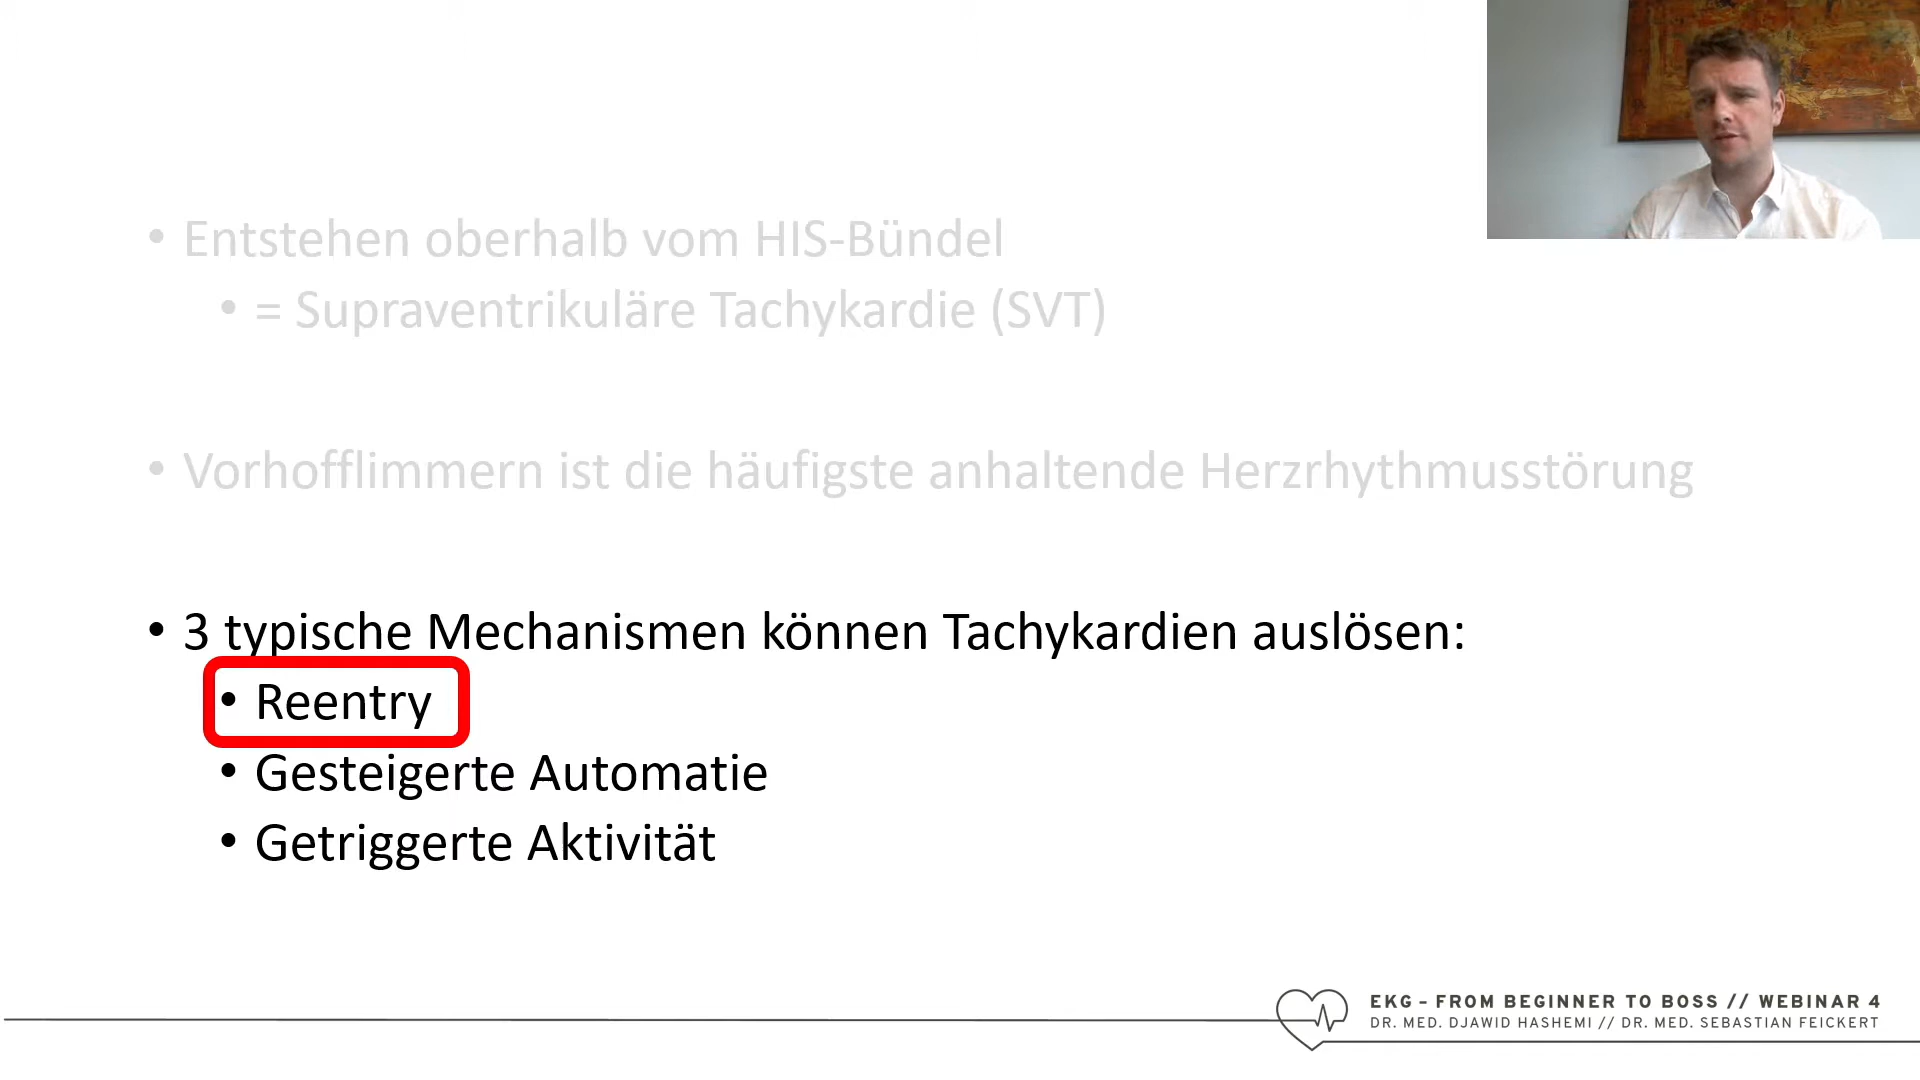 • Entstehen oberhalb vom HIS-Bündel
• = Supraventrikuläre Tachykardie (SVT)
• Vorhofflimmern ist die häufigste anhaltende Herzrhythmusstörung
• 3 typische Mechanismen können Tachykardien auslösen:
• Reentry
• Gesteigerte Automatie
• Getriggerte Aktivität
EKG – FROM BEGINNER TO BOSS // WEBINAR 4
DR. MED. DJAWID HASHEMI // DR. MED. SEBASTIAN FEICKERT